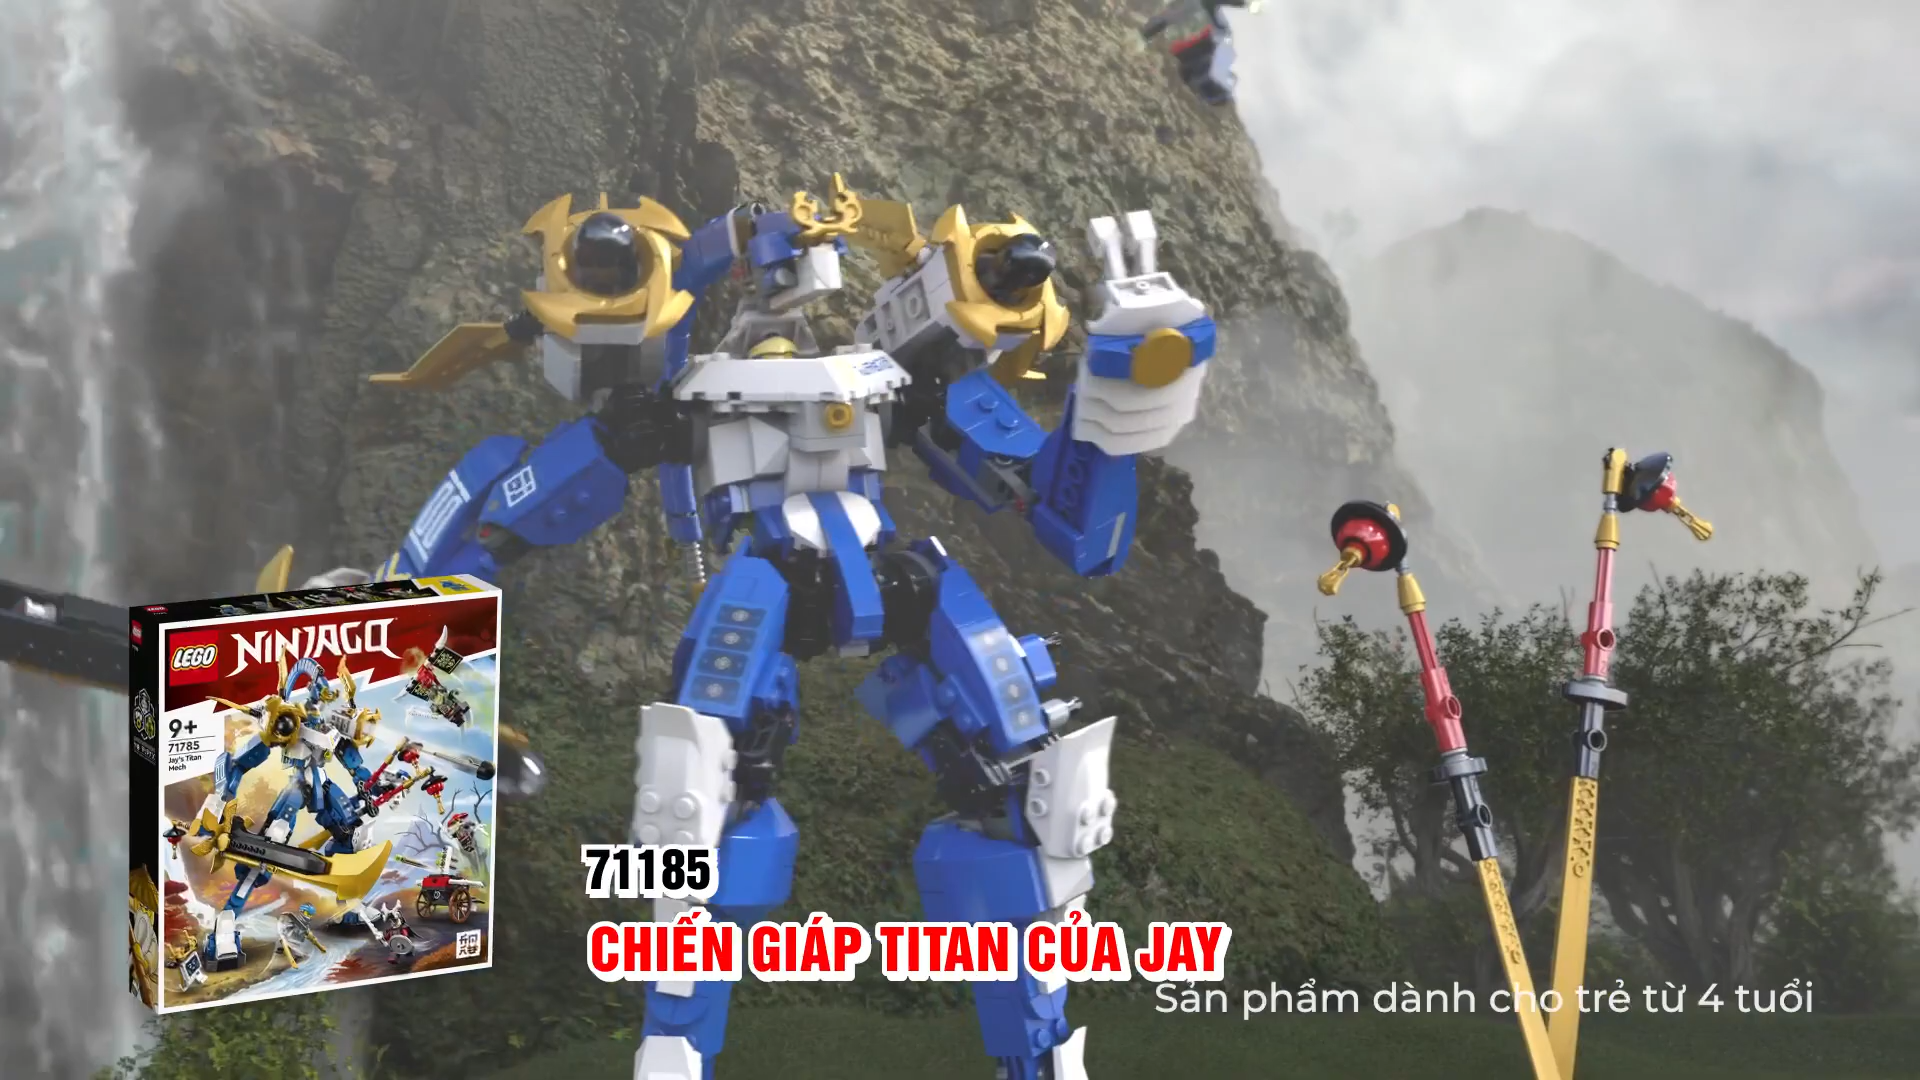 LEGO
NINJAGO
9+
71785
Jay's Titan
Mech
71185
CHIẾN GIÁP TITAN CỦA JAY
Sản phẩm dành cho trẻ từ 4 tuổi